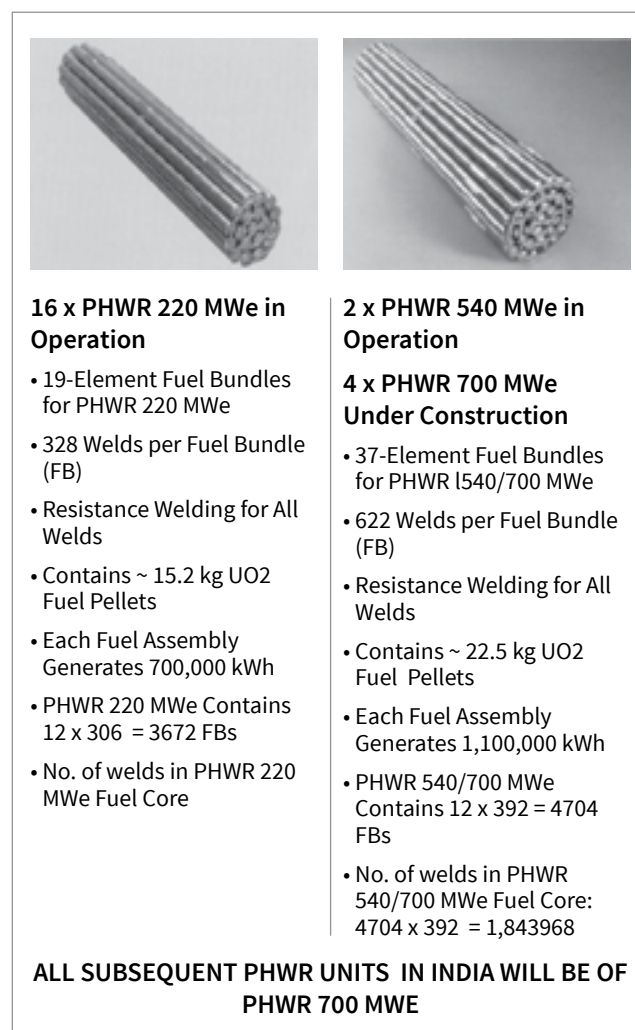 16 x PHWR 220 MWe in
Operation
• 19-Element Fuel Bundles
for PHWR 220 MWe
• 328 Welds per Fuel Bundle
(FB)
• Resistance Welding for All
Welds
• Contains ~ 15.2 kg UO2
Fuel Pellets
• Each Fuel Assembly
Generates 700,000 kWh
• PHWR 220 MWe Contains
12 x 306 = 3672 FBs
• No. of welds in PHWR 220
MWe Fuel Core
2 x PHWR 540 MWe in
Operation
4 x PHWR 700 MWe
Under Construction
• 37-Element Fuel Bundles
for PHWR l540/700 MWe
• 622 Welds per Fuel Bundle
(FB)
• Resistance Welding for All
Welds
• Contains ~ 22.5 kg UO2
Fuel Pellets
• Each Fuel Assembly
Generates 1,100,000 kWh
• PHWR 540/700 MWe
Contains 12 x 392 = 4704
FBs
• No. of welds in PHWR
540/700 MWe Fuel Core:
4704 x 392 = 1,843968
ALL SUBSEQUENT PHWR UNITS IN INDIA WILL BE OF
PHWR 700 MWE